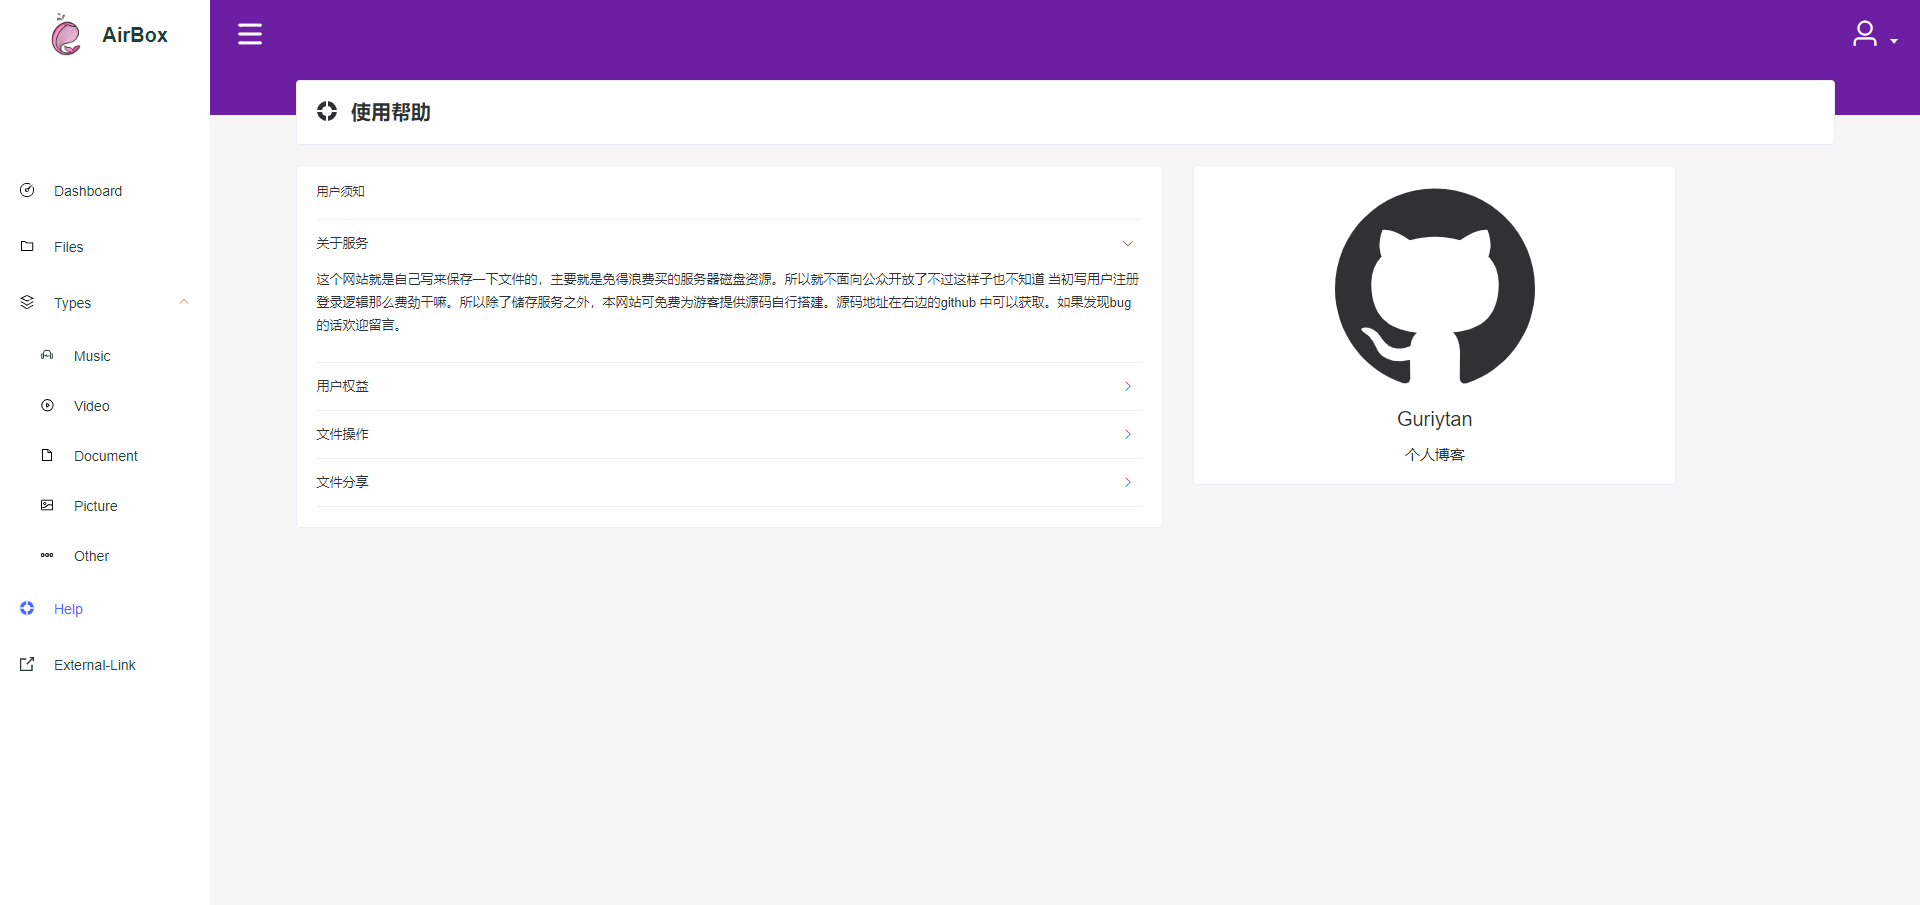 AirBox
使用帮助
Dashboard
Files
Types
Music
Video
Document
Picture
Other
Help
External-Link
用户须知
关于服务
这个网站就是自己写来保存一下文件的，主要就是免得浪费买的服务器磁盘资源。所以就不面向公众开放了不过这样子也不知道 当初写用户注册
登录逻辑那么费劲干嘛。所以除了储存服务之外，本网站可免费为游客提供源码自行搭建。源码地址在右边的github 中可以获取。如果发现bug
的话欢迎留言。
用户权益
文件操作
文件分享
Guriytan
个人博客